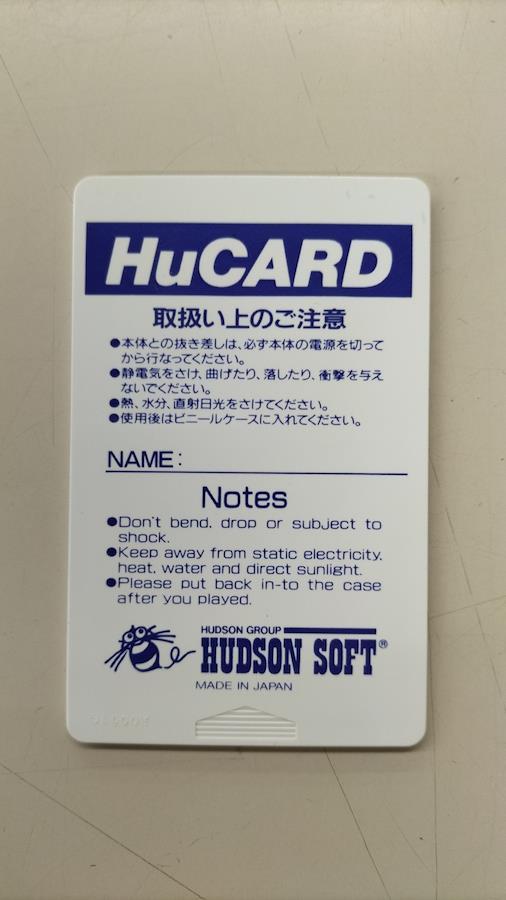 HuCARD
取扱い上のご注意
●本体との抜き差しは、必ず本体の電源を切って
から行なってください。
●静電気をさけ、曲げたり、落したり、衝撃を与え
ないでください。
●熱、水分、直射日光をさけてください。
●使用後はビニールケースに入れてください。
NAME:
Notes
●Don't bend, drop or subject to
shock.
●Keep away from static electricity,
heat, water and direct sunlight.
●Please put back in-to the case
after you played.
HUDSON GROUP
HUDSON SOFT®
MADE IN JAPAN